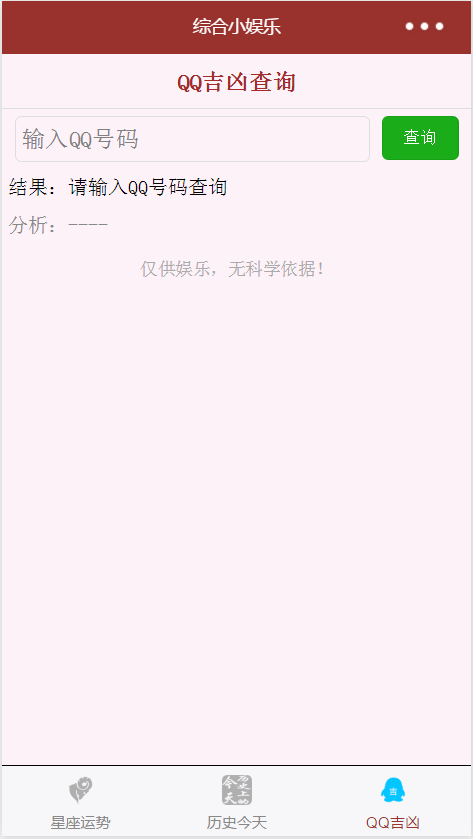 综合小娱乐
QQ吉凶查询
输入QQ号码 查询
结果：请输入QQ号码查询
分析：----
仅供娱乐，无科学依据！
历史上的今天 吉
星座运势 历史今天 QQ吉凶